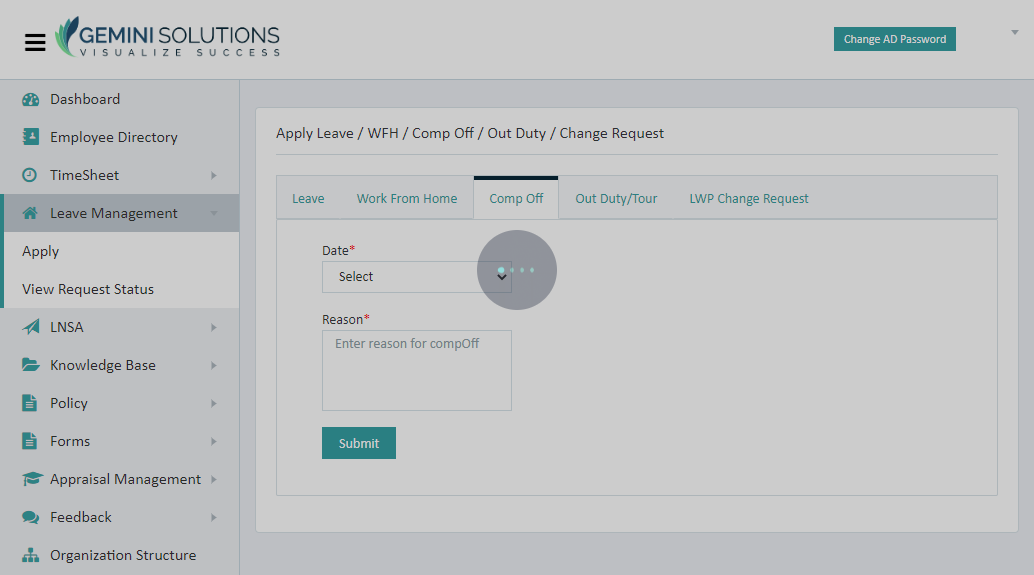 GEMINI SOLUTIONS
VISUALIZE SUCCESS
Change AD Password
Dashboard
Employee Directory
TimeSheet
Leave Management
Apply
View Request Status
LNSA
Knowledge Base
Policy
Forms
Appraisal Management
Feedback
Organization Structure
Apply Leave / WFH / Comp Off / Out Duty / Change Request
Leave Work From Home Comp Off Out Duty/Tour LWP Change Request
Date*
Select
Reason*
Enter reason for compOff
Submit